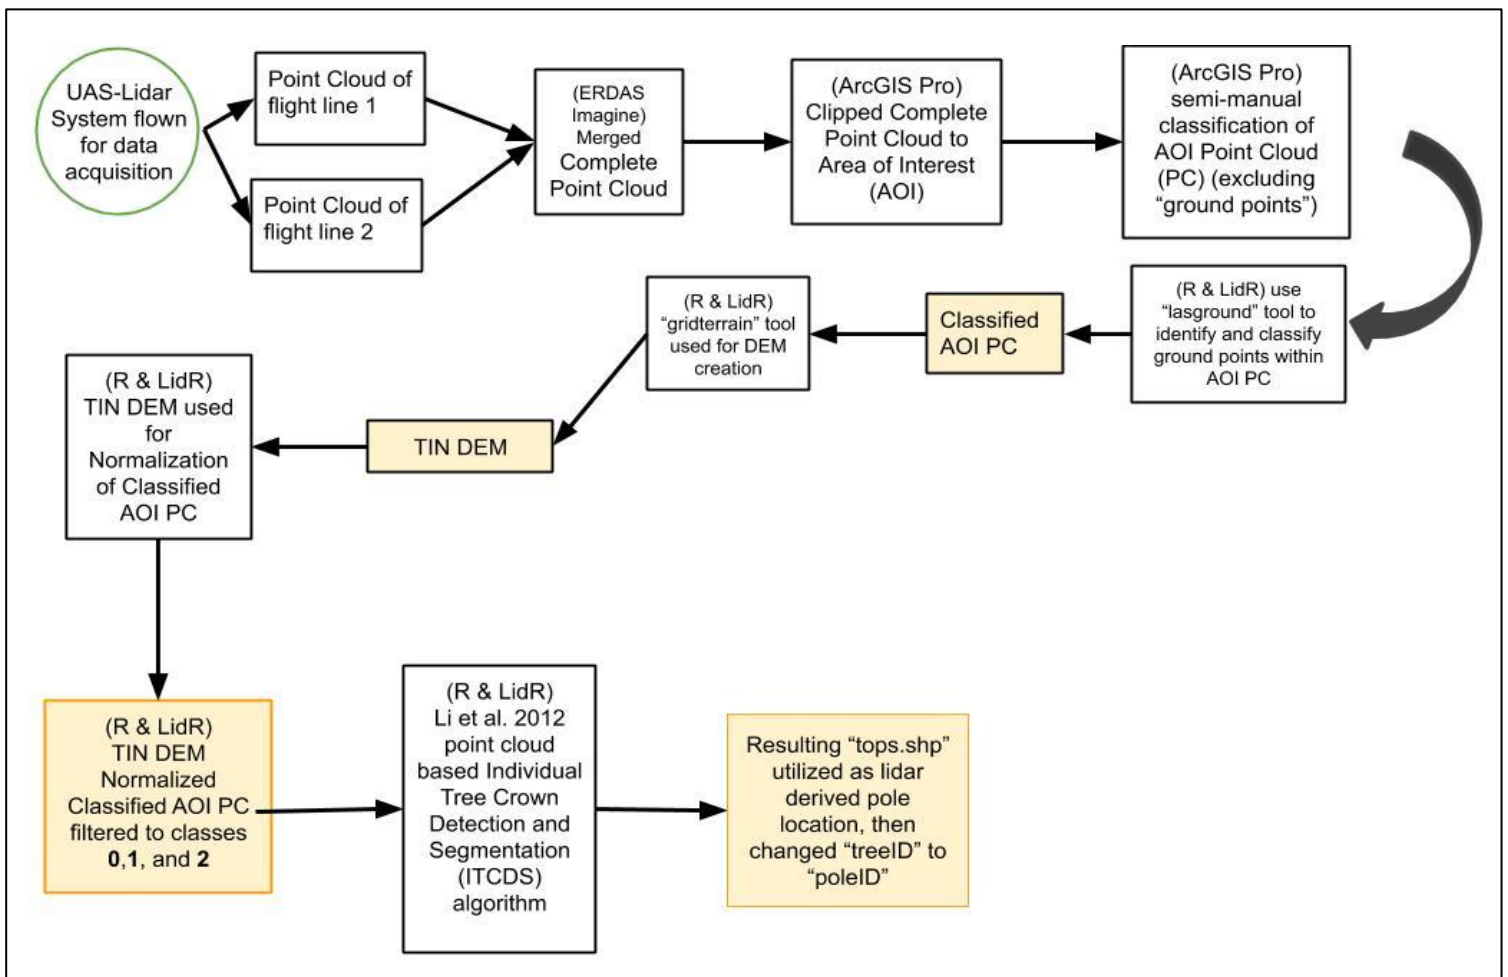 UAS-Lidar
System flown
for data
acquisition
Point Cloud of
flight line 1
Point Cloud of
flight line 2
(ERDAS
Imagine)
Merged
Complete
Point Cloud
(ArcGIS Pro)
Clipped Complete
Point Cloud to
Area of Interest
(AOI)
(ArcGIS Pro)
semi-manual
classification of
AOI Point Cloud
(PC) (excluding
“ground points”)
(R & LidR) use
“lasground” tool to
identify and classify
ground points within
AOI PC
Classified
AOI PC
(R & LidR)
“gridterrain” tool
used for DEM
creation
TIN DEM
(R & LidR)
TIN DEM used
for
Normalization
of Classified
AOI PC
(R & LidR)
TIN DEM
Normalized
Classified AOI PC
filtered to classes
0,1, and 2
(R & LidR)
Li et al. 2012
point cloud
based Individual
Tree Crown
Detection and
Segmentation
(ITCDS)
algorithm
Resulting “tops.shp”
utilized as lidar
derived pole
location, then
changed “treeID” to
“poleID”